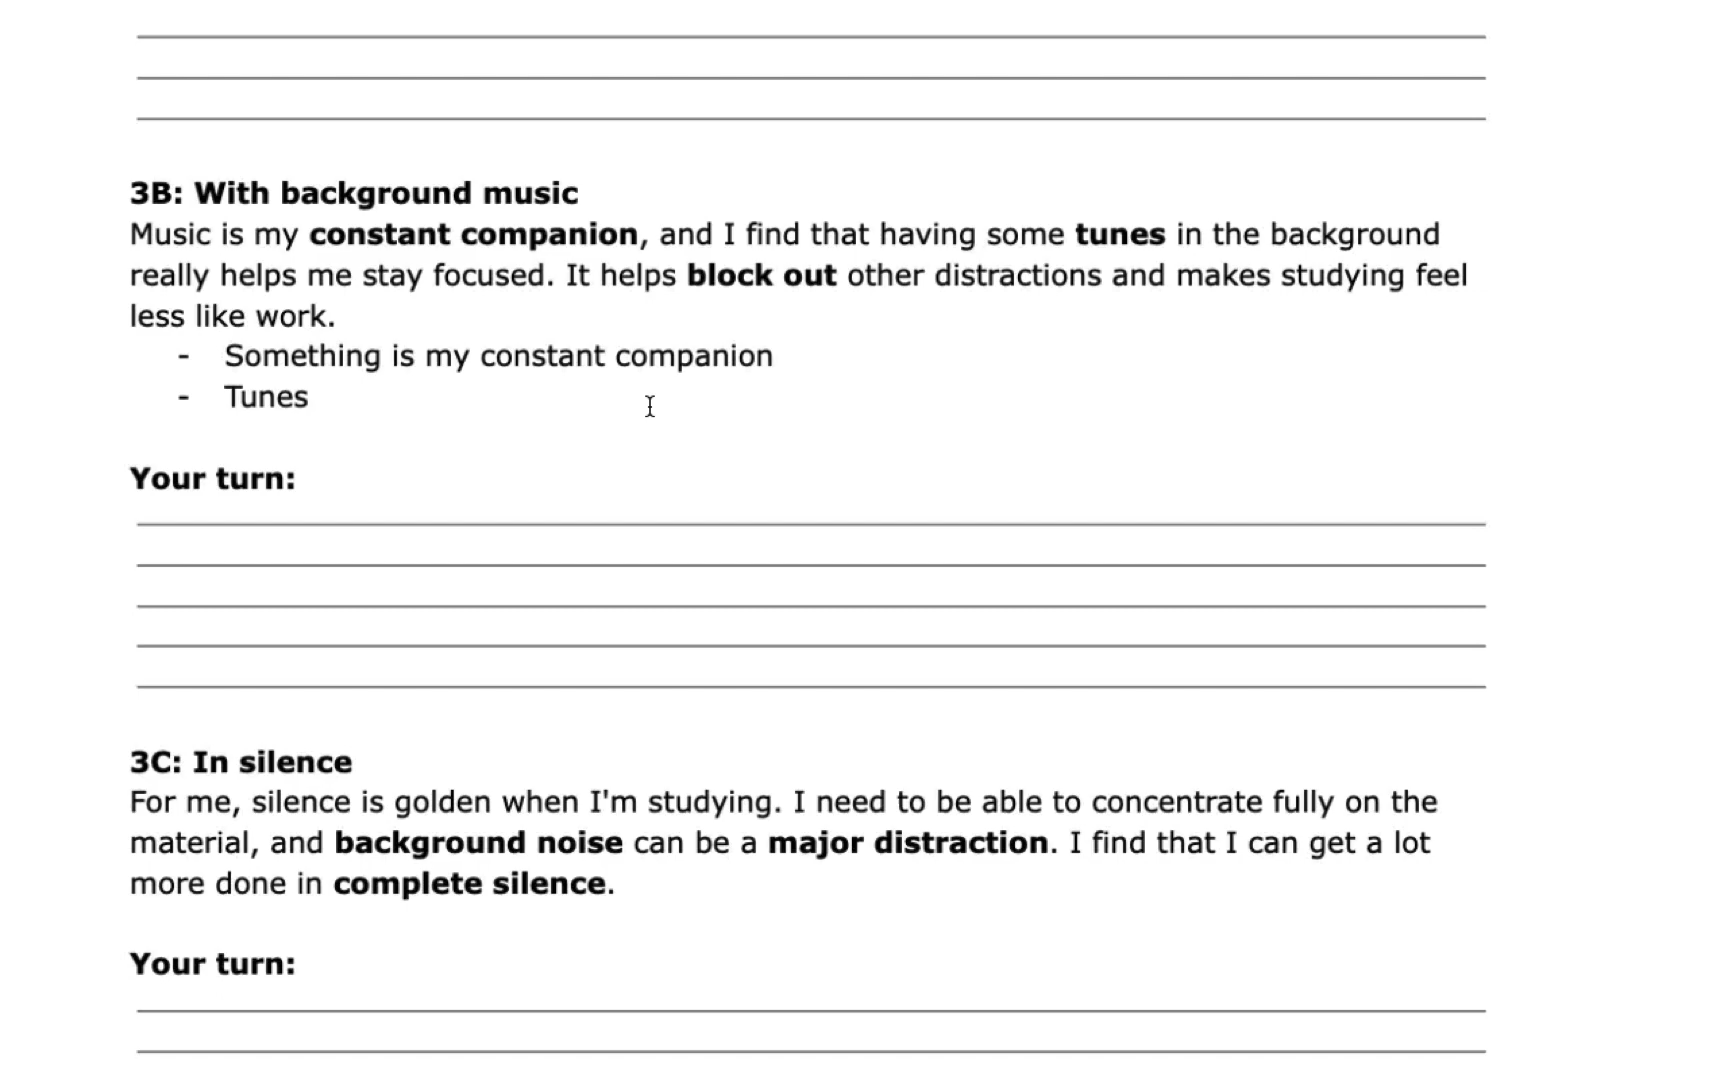 3B: With background music
Music is my constant companion, and I find that having some tunes in the background
really helps me stay focused. It helps block out other distractions and makes studying feel
less like work.
- Something is my constant companion
- Tunes
Your turn:
3C: In silence
For me, silence is golden when I'm studying. I need to be able to concentrate fully on the
material, and background noise can be a major distraction. I find that I can get a lot
more done in complete silence.
Your turn: